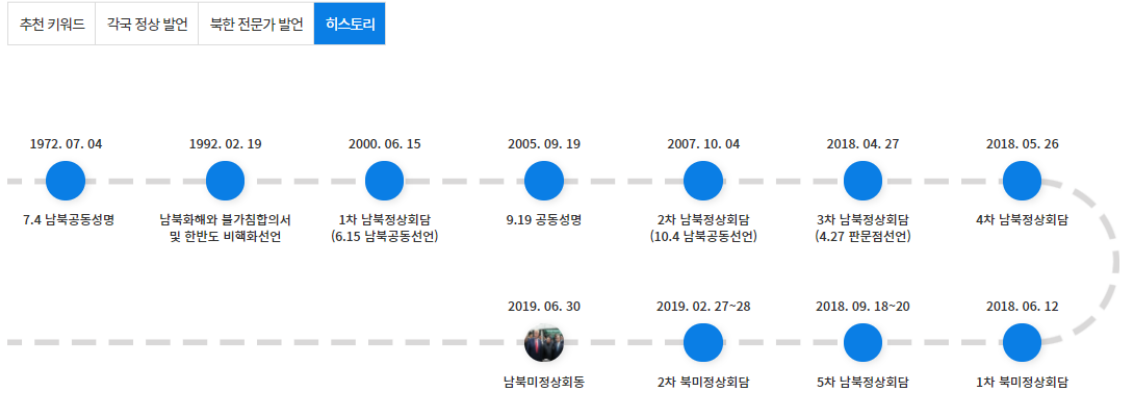 추천 키워드
각국 정상 발언
북한 전문가 발언
히스토리
1972. 07. 04
1992. 02. 19
2000. 06. 15
2005. 09. 19
2007. 10. 04
2018. 04. 27
2018. 05. 26
7.4 남북공동성명
남북화해와 불가침합의서
및 한반도 비핵화선언
1차 남북정상회담
(6.15 남북공동선언)
9.19 공동성명
2차 남북정상회담
(10.4 남북공동선언)
3차 남북정상회담
(4.27 판문점선언)
4차 남북정상회담
2019. 06. 30
2019. 02. 27~28
2018. 09. 18~20
2018. 06. 12
남북미정상회동
2차 북미정상회담
5차 남북정상회담
1차 북미정상회담